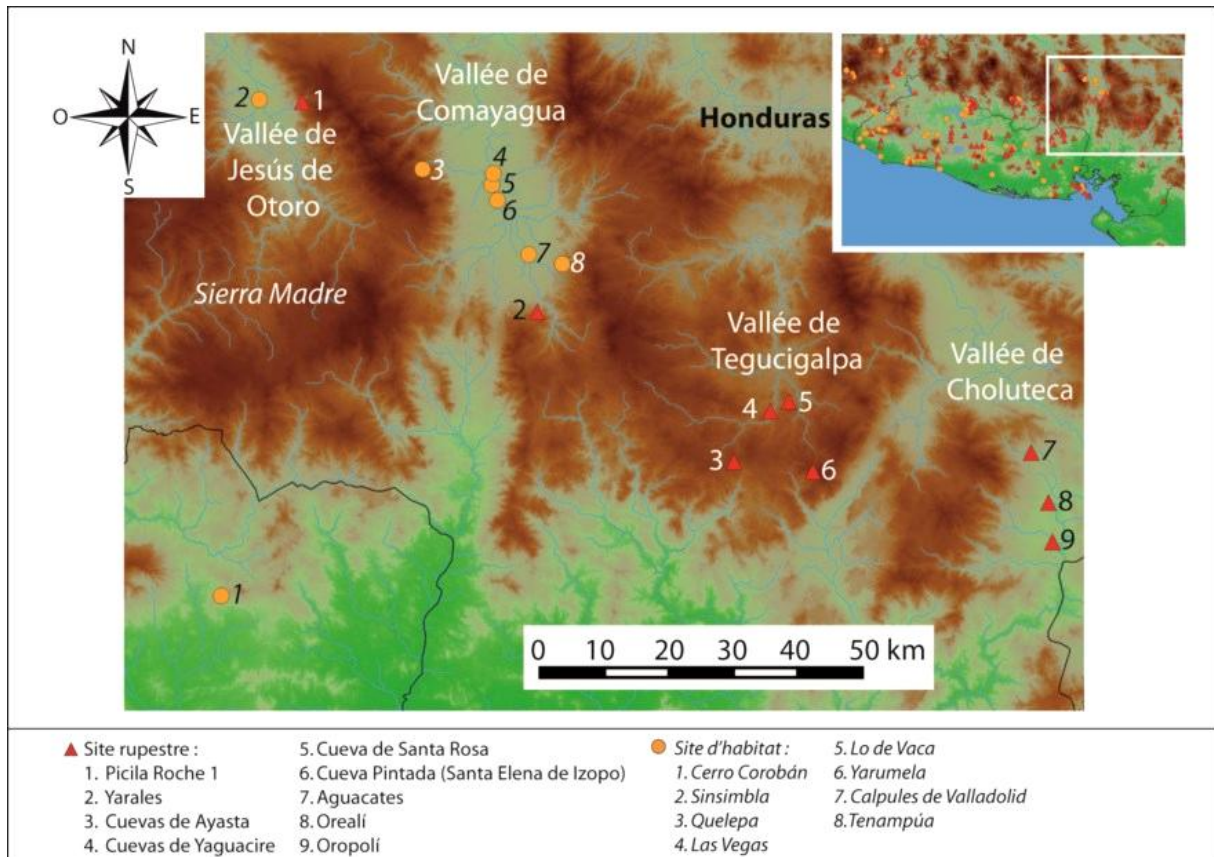 N
O
E
S
2
1
Vallée de
Jesús de
Otoro
Vallée de
Comayagua
Honduras
3
4
5
6
7
8
2
Sierra Madre
Vallée de
Tegucigalpa
Vallée de
Choluteca
4
5
3
6
7
8
9
1
0 10 20 30 40 50 km
Site rupestre :
1. Picila Roche 1
2. Yarales
3. Cuevas de Ayasta
4. Cuevas de Yaguacire
5. Cueva de Santa Rosa
6. Cueva Pintada (Santa Elena de Izopo)
7. Aguacates
8. Orealí
9. Oropolí
Site d'habitat :
1. Cerro Corobán
2. Sinsimbla
3. Quelepa
4. Las Vegas
5. Lo de Vaca
6. Yarumela
7. Calpules de Valladolid
8. Tenampúa